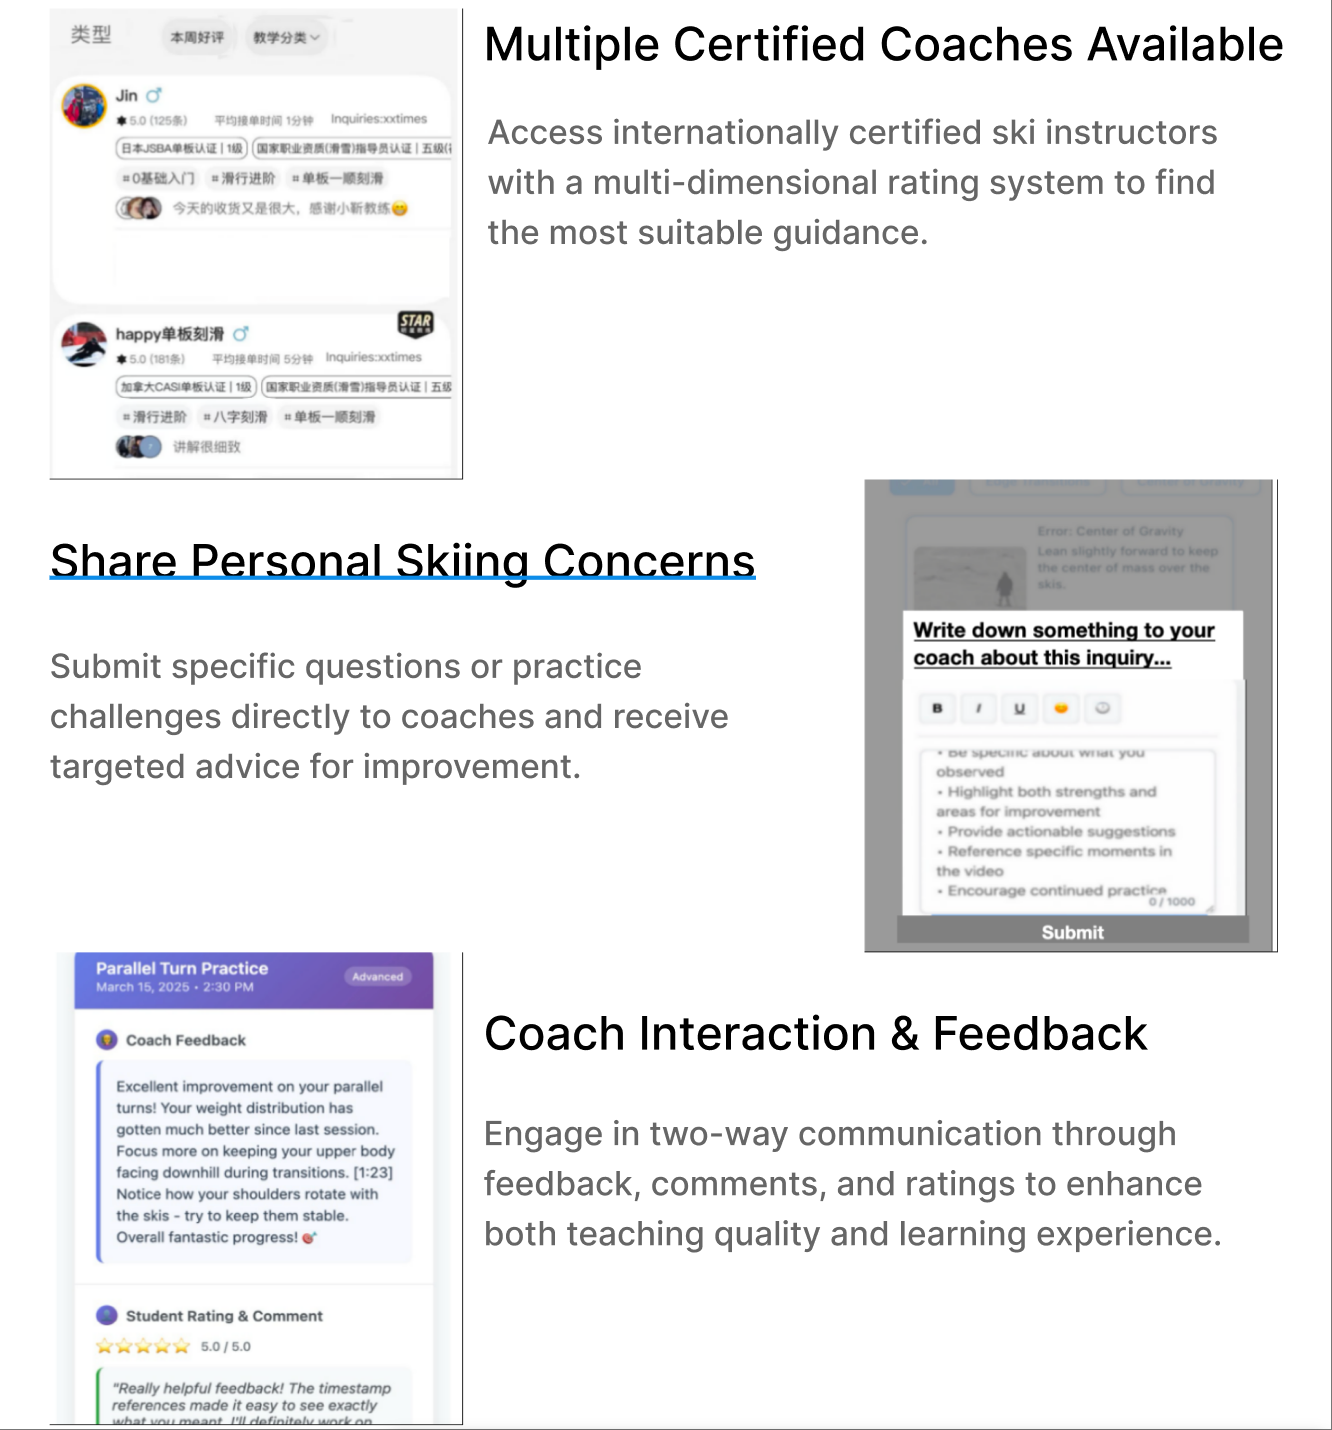 类型 本周好评 教学分类
Jin
5.0 (125条) 平均接单时间 1分钟 Inquiries:xxtimes
日本JSBA单板认证 | 1级 国家职业资质(滑雪)指导员认证 | 五级
#0基础入门 #滑行进阶 #单板一顺刻滑
今天的收货又是很大，感谢小靳教练😁
happy单板刻滑 STAR
5.0 (181条) 平均接单时间 5分钟 Inquiries:xxtimes
加拿大CASI单板认证 | 1级 国家职业资质(滑雪)指导员认证 | 五级
#滑行进阶 #八字刻滑 #单板一顺刻滑
讲解很细致
Multiple Certified Coaches Available
Access internationally certified ski instructors
with a multi-dimensional rating system to find
the most suitable guidance.
Share Personal Skiing Concerns
Submit specific questions or practice
challenges directly to coaches and receive
targeted advice for improvement.
Edge Transitions Center of Gravity
Error: Center of Gravity
Lean slightly forward to keep
the center of mass over the
skis.
Write down something to your
coach about this inquiry...
B I U
• Be specific about what you
observed
• Highlight both strengths and
areas for improvement
• Provide actionable suggestions
• Reference specific moments in
the video
• Encourage continued practice
0 / 1000
Submit
Parallel Turn Practice
March 15, 2025 • 2:30 PM
Advanced
Coach Feedback
Excellent improvement on your parallel
turns! Your weight distribution has
gotten much better since last session.
Focus more on keeping your upper body
facing downhill during transitions. [1:23]
Notice how your shoulders rotate with
the skis - try to keep them stable.
Overall fantastic progress! 🎯
Student Rating & Comment
5.0 / 5.0
"Really helpful feedback! The timestamp
references made it easy to see exactly
what you meant. I'll definitely work on
Coach Interaction & Feedback
Engage in two-way communication through
feedback, comments, and ratings to enhance
both teaching quality and learning experience.